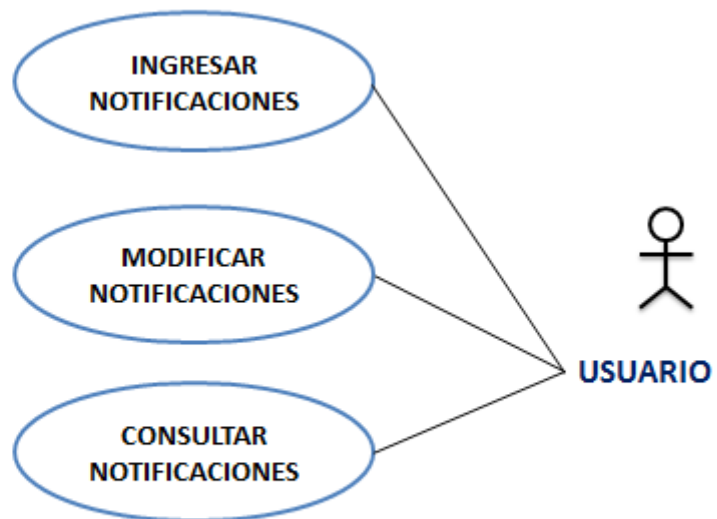 INGRESAR
NOTIFICACIONES
MODIFICAR
NOTIFICACIONES
USUARIO
CONSULTAR
NOTIFICACIONES